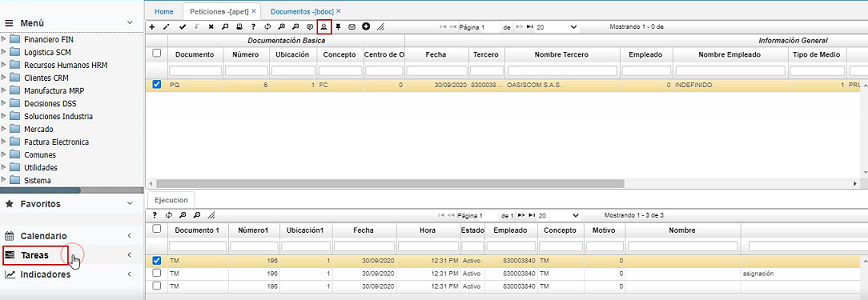 Menú
Financiero FIN
Logistica SCM
Recursos Humanos HRM
Clientes CRM
Manufactura MRP
Decisiones DSS
Soluciones Industria
Mercado
Factura Electronica
Comunes
Utilidades
Sistema
Favoritos
Calendario
Tareas
Indicadores
Home Peticiones -[apet] × Documentos -[bdoc] ×
Página 1 de 20 Mostrando 1 - 0 de
Documentación Basica Información General
Documento Número Ubicación Concepto Centro de O Fecha Tercero Nombre Tercero Empleado Nombre Empleado Tipo de Medio
PQ 6 1 FC 0 30/09/2020 8300038... OASISCOM S.A.S. 0 INDEFINIDO 1 PRU
Ejecucion
Página 1 de 1 20 Mostrando 1 - 3 de 3
Documento 1 Número1 Ubicación1 Fecha Hora Estado Empleado Concepto Motivo Nombre
TM 196 1 30/09/2020 12:31 PM Activo 830003840 TM 0
TM 196 1 30/09/2020 12:31 PM Activo 830003840 TM 0 asignación
TM 196 1 30/09/2020 12:31 PM Activo 830003840 TM 0